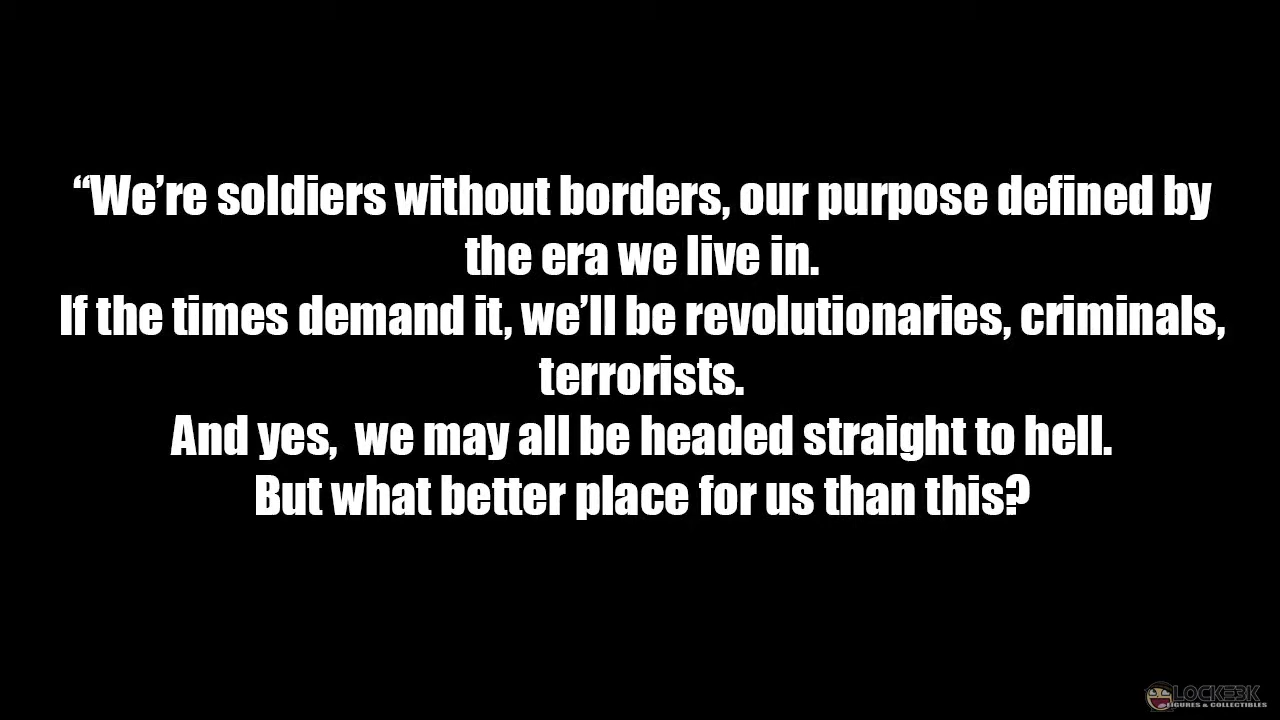 “We’re soldiers without borders, our purpose defined by
the era we live in.
If the times demand it, we’ll be revolutionaries, criminals,
terrorists.
And yes,  we may all be headed straight to hell.
But what better place for us than this?
LOCKE3K
FIGURES & COLLECTIBLES